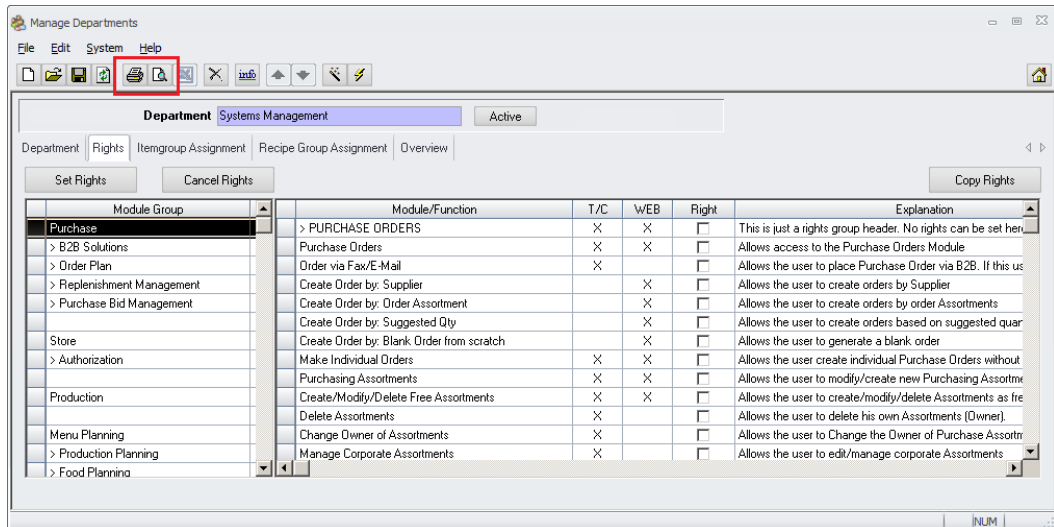 Manage Departments
File Edit System Help
info
Department Systems Management Active
Department Rights Itemgroup Assignment Recipe Group Assignment Overview
Set Rights Cancel Rights Copy Rights
Module Group Module/Function T/C WEB Right Explanation
Purchase > PURCHASE ORDERS X X This is just a rights group header. No rights can be set here
> B2B Solutions Purchase Orders X X Allows access to the Purchase Orders Module
> Order Plan Order via Fax/E-Mail X Allows the user to place Purchase Order via B2B. If this us
> Replenishment Management Create Order by: Supplier X Allows the user to create orders by Supplier
> Purchase Bid Management Create Order by: Order Assortment X Allows the user to create orders by order Assortments
Create Order by: Suggested Qty X Allows the user to create orders based on suggested quar
Store Create Order by: Blank Order from scratch X Allows the user to generate a blank order
> Authorization Make Individual Orders X X Allows the user create individual Purchase Orders without
Purchasing Assortments X X Allows the user to modify/create new Purchasing Assortme
Production Create/Modify/Delete Free Assortments X X Allows the user to create/modify/delete Assortments as fre
Delete Assortments X Allows the user to delete his own Assortments (Owner).
Menu Planning Change Owner of Assortments X Allows the user to Change the Owner of Purchase Assortm
> Production Planning Manage Corporate Assortments X Allows the user to edit/manage corporate Assortments
> Food Planning
NUM